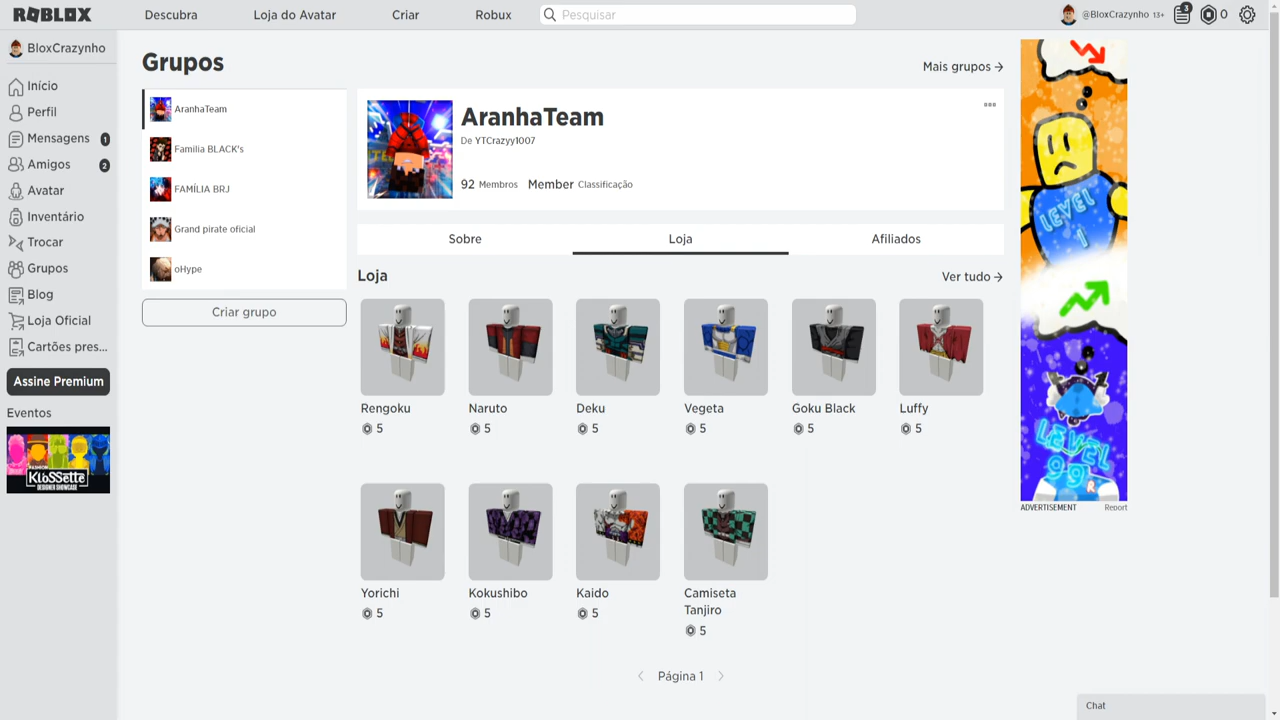 ROBLOX
Descubra
Loja do Avatar
Criar
Robux
Pesquisar
@BloxCrazynho 13+
3
0
BloxCrazynho
Início
Perfil
Mensagens 1
Amigos 2
Avatar
Inventário
Trocar
Grupos
Blog
Loja Oficial
Cartões pres...
Assine Premium
Eventos
KLOSSette
DESIGNER SHOWCASE
Grupos
Mais grupos →
AranhaTeam
Familia BLACK's
FAMÍLIA BRJ
Grand pirate oficial
oHype
Criar grupo
AranhaTeam
De YTCrazyy1007
92 Membros Member Classificação
Sobre
Loja
Afiliados
Loja
Ver tudo →
Rengoku
5
Naruto
5
Deku
5
Vegeta
5
Goku Black
5
Luffy
5
Yorichi
5
Kokushibo
5
Kaido
5
Camiseta
Tanjiro
5
Página 1
LEVEL
1
LEVEL
99
R
ADVERTISEMENT
Report
Chat